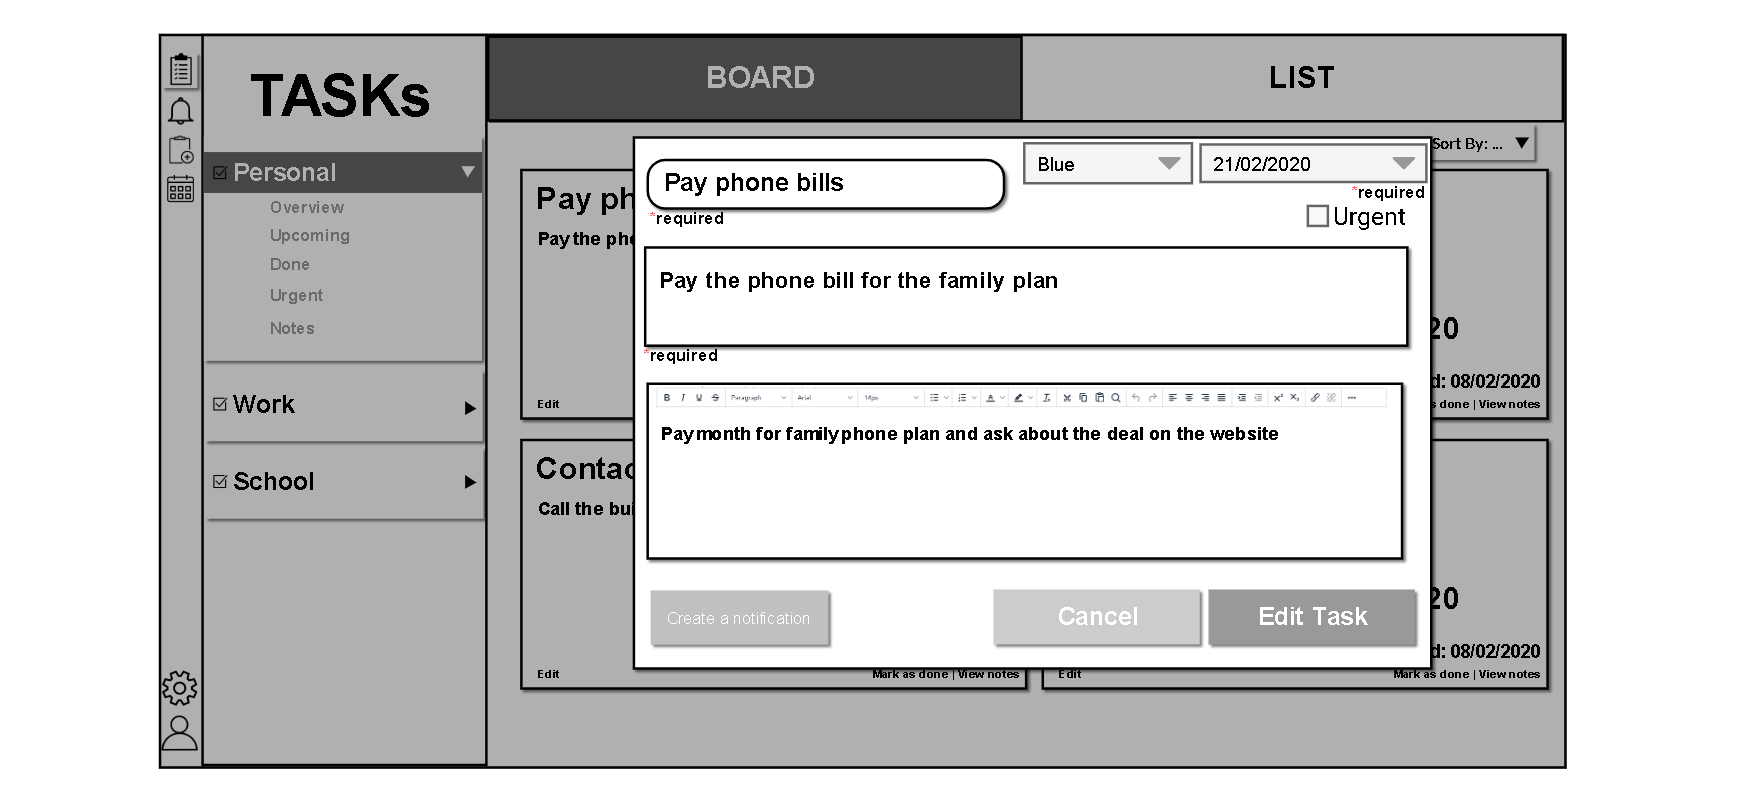 TASKs
BOARD
LIST
Sort By: ...
Personal
Overview
Upcoming
Done
Urgent
Notes
Work
School
Pay ph
Pay the pho
Edit
20
d: 08/02/2020
s done | View notes
Contac
Call the bui
Edit
Mark as done | View notes
20
d: 08/02/2020
Edit
Mark as done | View notes
Pay phone bills
*required
Blue
21/02/2020
*required
Urgent
Pay the phone bill for the family plan
*required
B I U S Paragraph Arial 14px
Pay month for family phone plan and ask about the deal on the website
Create a notification
Cancel
Edit Task